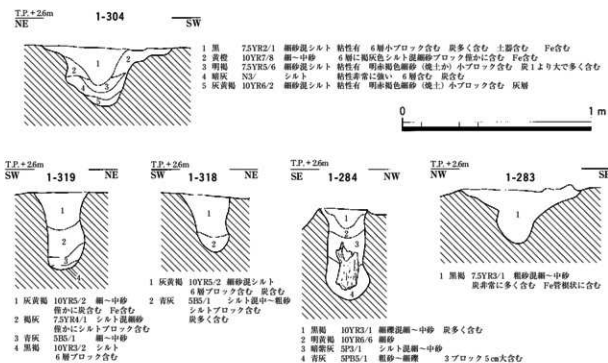 T.P.+2.6m
NE 1-304 SW
1 黒 7.5YR2/1 細砂混シルト 粘性有 6層小ブロック含む 炭多く含む 土器含む Fe含む
2 黄橙 10YR7/8 細~中砂 6層に褐灰色シルト混細砂ブロック僅かに含む Fe含む
3 明褐 7.5YR5/6 細砂混シルト 粘性有 明赤褐色細砂(焼土か)小ブロック含む 炭1より大で多く含む
4 暗灰 N3/ シルト 粘性非常に強い 6層含む 炭含む
5 灰黄褐 10YR6/2 細砂混シルト 粘性有 明赤褐色細砂(焼土)小ブロック含む 灰層
0 1m
T.P.+2.6m
SW 1-319 NE
1 灰黄褐 10YR5/2 細~中砂
僅かに炭含む Fe含む
2 褐灰 7.5YR4/1 シルト混細砂
僅かにシルトブロック含む
3 青灰 5B5/1 細~中砂
4 黒褐 10YR3/2 シルト
6層ブロック含む
T.P.+2.6m
SW 1-318 NE
1 灰黄褐 10YR5/2 細砂混シルト
6層ブロック含む 炭含む
2 青灰 5B5/1 シルト混中~粗砂
シルトブロック含む
炭多く含む
T.P.+2.6m
SE 1-284 NW
1 黒褐 10YR3/1 細礫混細~中砂 炭多く含む
2 明黄褐 10YR6/6 細砂
3 暗紫灰 5P3/1 シルト混細~中砂
4 青灰 5PB5/1 粗砂~細礫 3ブロック5cm大含む
T.P.+2.6m
NW 1-283 SE
1 黒褐 7.5YR3/1 粗砂混細~中砂
炭非常に多く含む Fe管根状に含む